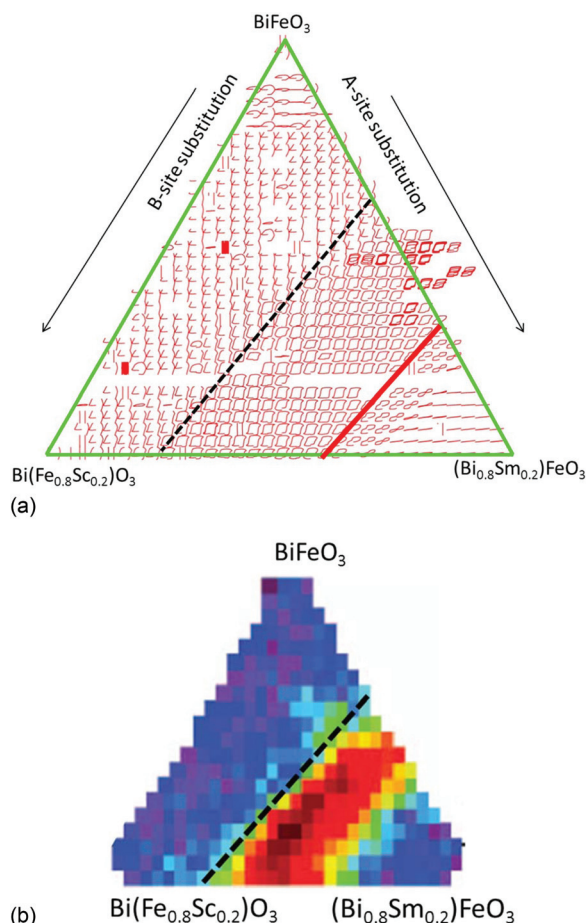 BiFeO₃
B-site substitution
A-site substitution
Bi(Fe₀.₈Sc₀.₂)O₃
(Bi₀.₈Sm₀.₂)FeO₃
(a)
BiFeO₃
Bi(Fe₀.₈Sc₀.₂)O₃
(Bi₀.₈Sm₀.₂)FeO₃
(b)